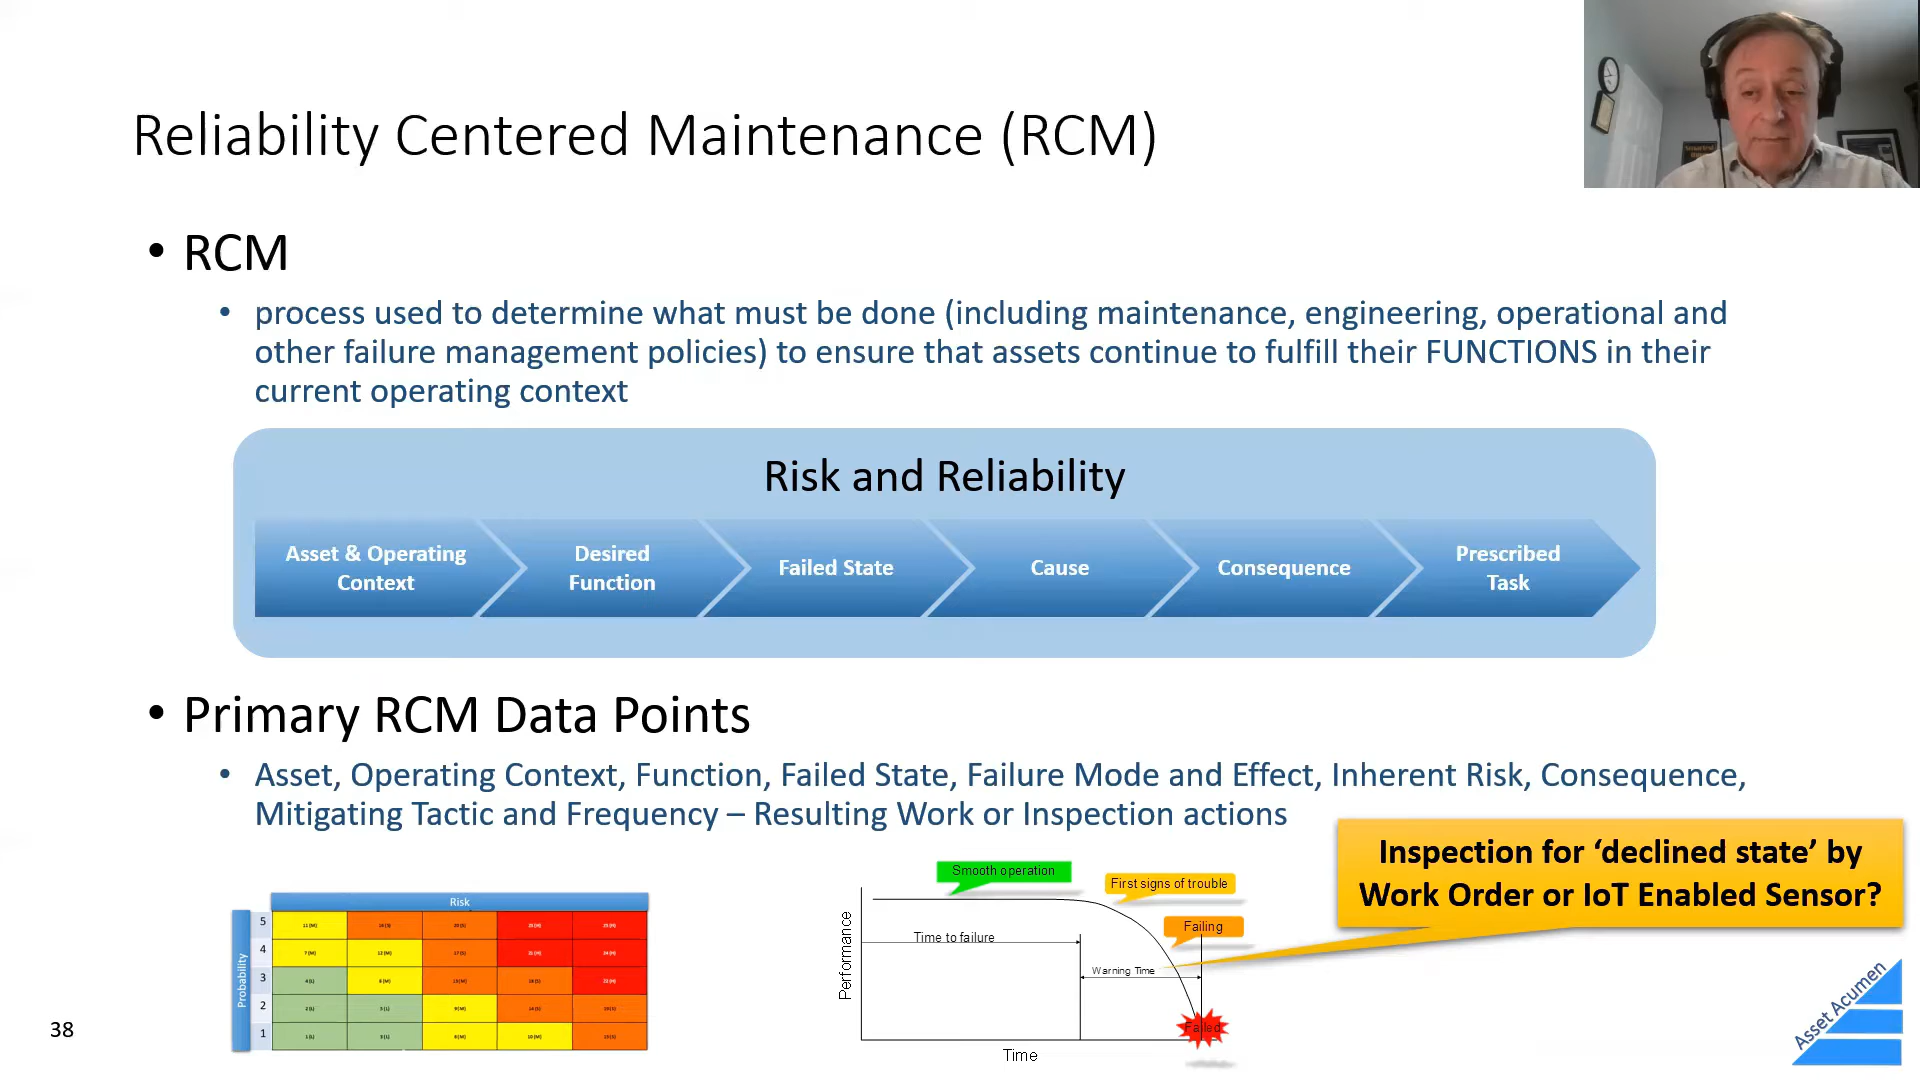 Reliability Centered Maintenance (RCM)
• RCM
• process used to determine what must be done (including maintenance, engineering, operational and
other failure management policies) to ensure that assets continue to fulfill their FUNCTIONS in their
current operating context
Risk and Reliability
Asset & Operating
Context
Desired
Function
Failed State
Cause
Consequence
Prescribed
Task
• Primary RCM Data Points
• Asset, Operating Context, Function, Failed State, Failure Mode and Effect, Inherent Risk, Consequence,
Mitigating Tactic and Frequency – Resulting Work or Inspection actions
Inspection for ‘declined state’ by
Work Order or IoT Enabled Sensor?
Risk
Probability
5
4
3
2
1
Smooth operation
First signs of trouble
Failing
Time to failure
Warning Time
Failed
Performance
Time
Asset Acumen
38